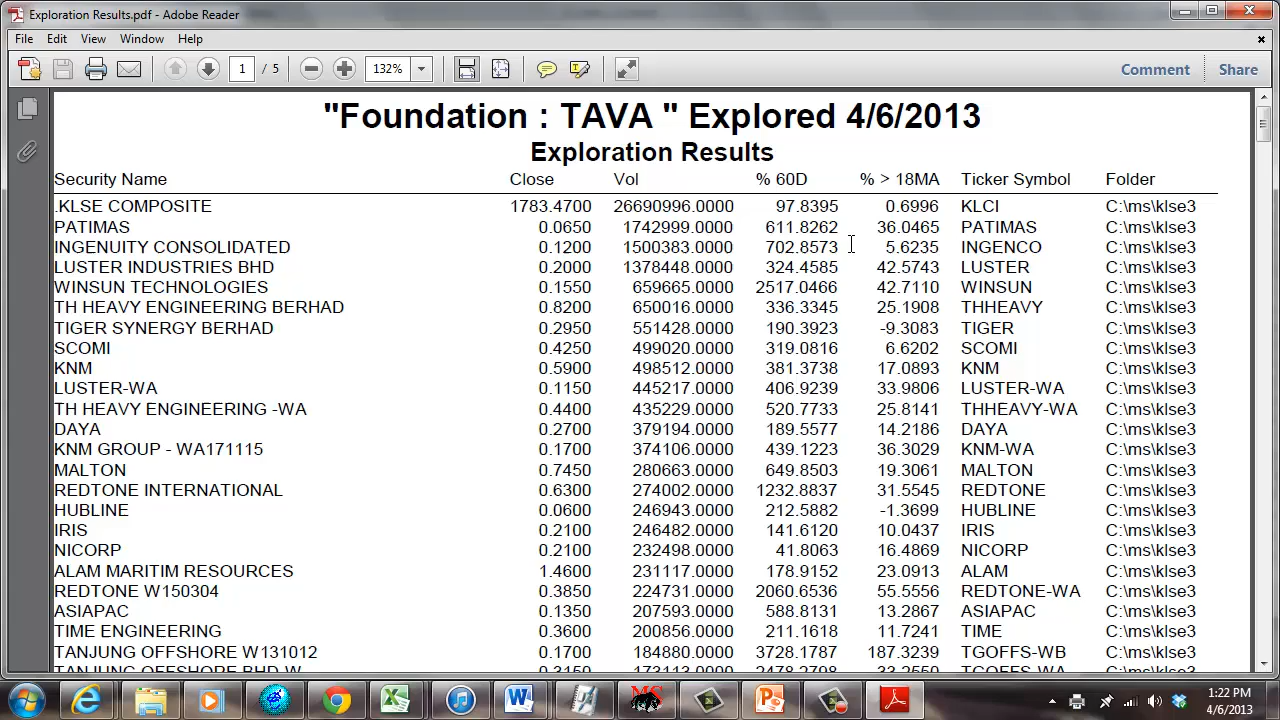 Exploration Results.pdf - Adobe Reader
File Edit View Window Help
1 / 5 132% Comment Share
"Foundation : TAVA " Explored 4/6/2013
Exploration Results
Security Name Close Vol % 60D % > 18MA Ticker Symbol Folder
.KLSE COMPOSITE 1783.4700 26690996.0000 97.8395 0.6996 KLCI C:\ms\klse3
PATIMAS 0.0650 1742999.0000 611.8262 36.0465 PATIMAS C:\ms\klse3
INGENUITY CONSOLIDATED 0.1200 1500383.0000 702.8573 5.6235 INGENCO C:\ms\klse3
LUSTER INDUSTRIES BHD 0.2000 1378448.0000 324.4585 42.5743 LUSTER C:\ms\klse3
WINSUN TECHNOLOGIES 0.1550 659665.0000 2517.0466 42.7110 WINSUN C:\ms\klse3
TH HEAVY ENGINEERING BERHAD 0.8200 650016.0000 336.3345 25.1908 THHEAVY C:\ms\klse3
TIGER SYNERGY BERHAD 0.2950 551428.0000 190.3923 -9.3083 TIGER C:\ms\klse3
SCOMI 0.4250 499020.0000 319.0816 6.6202 SCOMI C:\ms\klse3
KNM 0.5900 498512.0000 381.3738 17.0893 KNM C:\ms\klse3
LUSTER-WA 0.1150 445217.0000 406.9239 33.9806 LUSTER-WA C:\ms\klse3
TH HEAVY ENGINEERING -WA 0.4400 435229.0000 520.7733 25.8141 THHEAVY-WA C:\ms\klse3
DAYA 0.2700 379194.0000 189.5577 14.2186 DAYA C:\ms\klse3
KNM GROUP - WA171115 0.1700 374106.0000 439.1223 36.3029 KNM-WA C:\ms\klse3
MALTON 0.7450 280663.0000 649.8503 19.3061 MALTON C:\ms\klse3
REDTONE INTERNATIONAL 0.6300 274002.0000 1232.8837 31.5545 REDTONE C:\ms\klse3
HUBLINE 0.0600 246943.0000 212.5882 -1.3699 HUBLINE C:\ms\klse3
IRIS 0.2100 246482.0000 141.6120 10.0437 IRIS C:\ms\klse3
NICORP 0.2100 232498.0000 41.8063 16.4869 NICORP C:\ms\klse3
ALAM MARITIM RESOURCES 1.4600 231117.0000 178.9152 23.0913 ALAM C:\ms\klse3
REDTONE W150304 0.3850 224731.0000 2060.6536 55.5556 REDTONE-WA C:\ms\klse3
ASIAPAC 0.1350 207593.0000 588.8131 13.2867 ASIAPAC C:\ms\klse3
TIME ENGINEERING 0.3600 200856.0000 211.1618 11.7241 TIME C:\ms\klse3
TANJUNG OFFSHORE W131012 0.1700 184880.0000 3728.1787 187.3239 TGOFFS-WB C:\ms\klse3
TANJUNG OFFSHORE BHD-W 0.3150 173113.0000 2478.2798 33.2550 TGOFFS-WA C:\ms\klse3
1:22 PM
4/6/2013